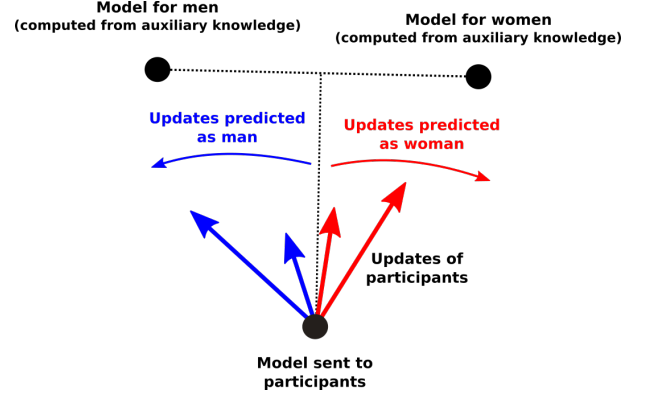 Model for men
(computed from auxiliary knowledge)
Model for women
(computed from auxiliary knowledge)
Updates predicted
as man
Updates predicted
as woman
Updates of
participants
Model sent to
participants